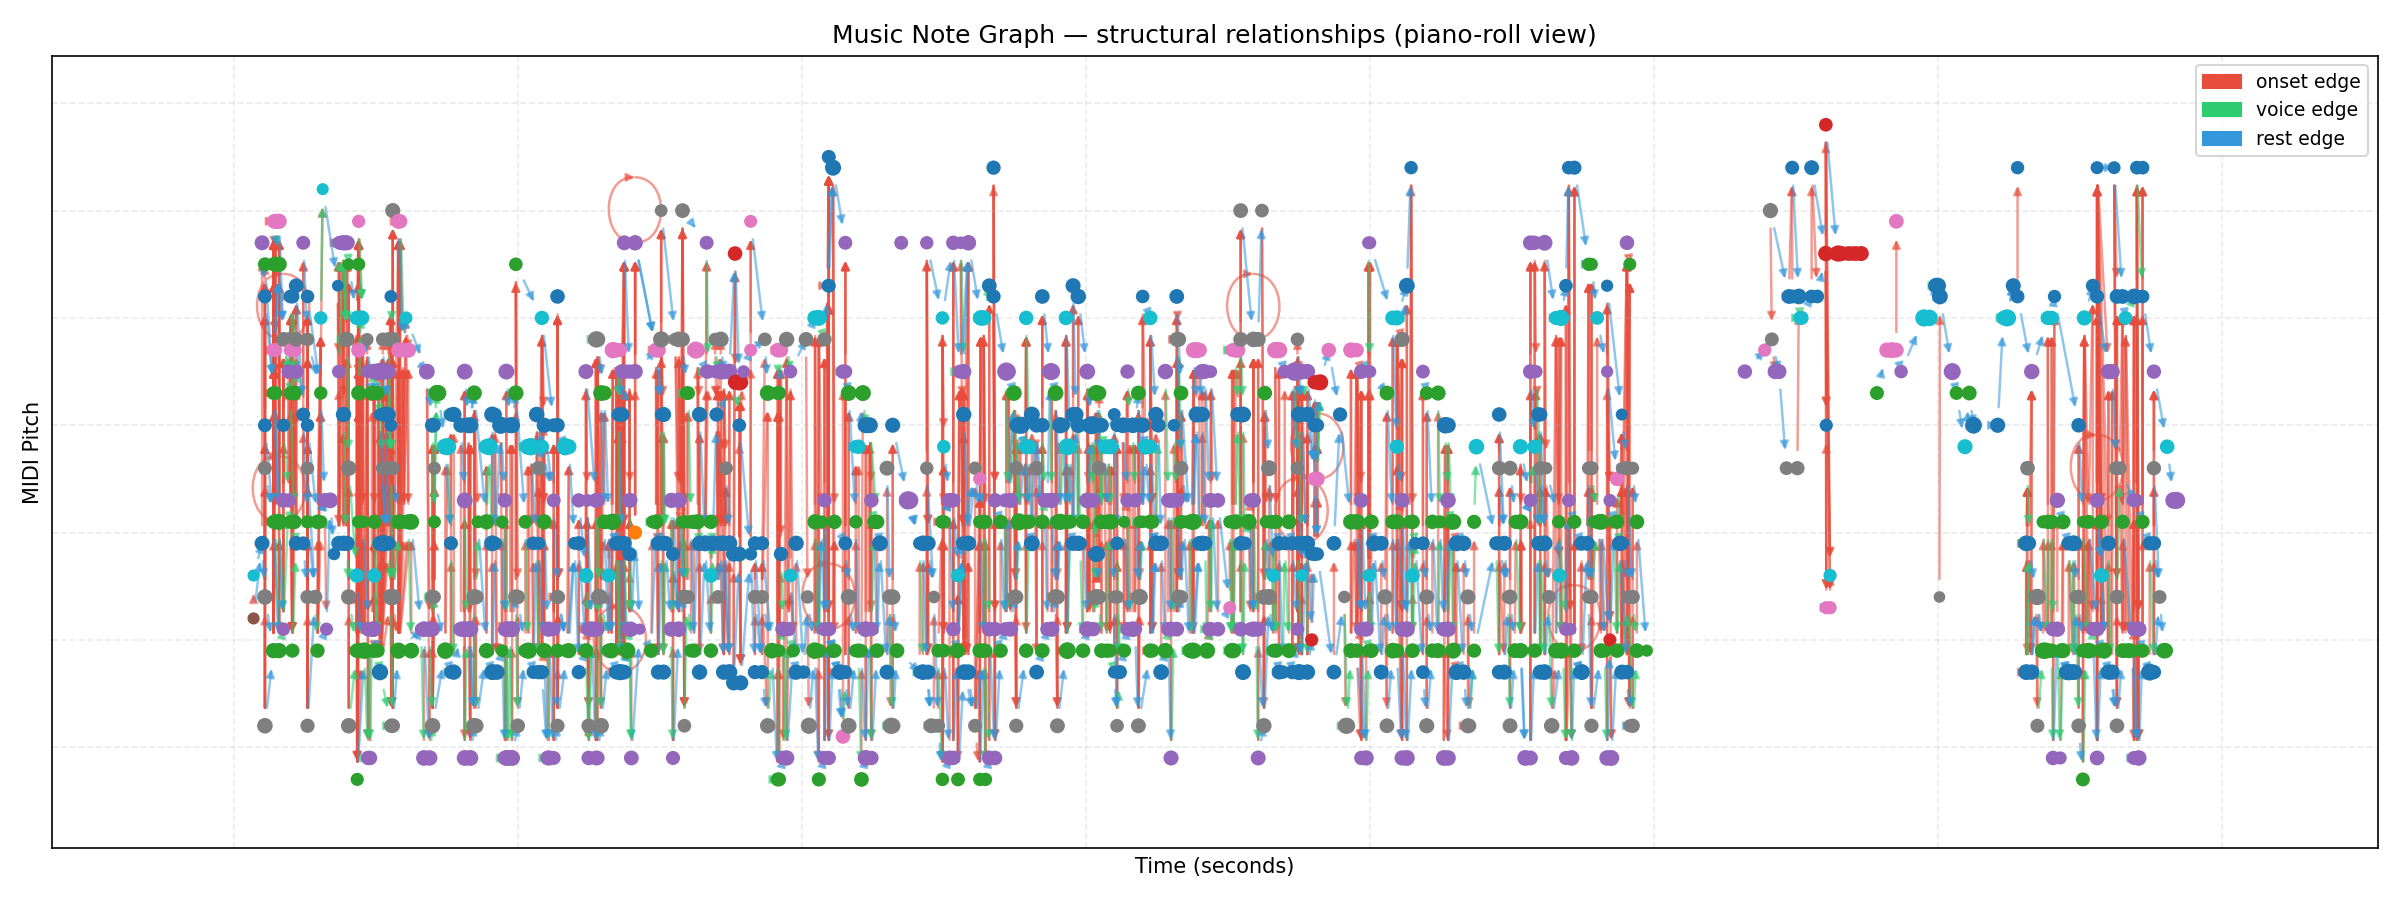 Music Note Graph — structural relationships (piano-roll view)
onset edge
voice edge
rest edge
MIDI Pitch
Time (seconds)